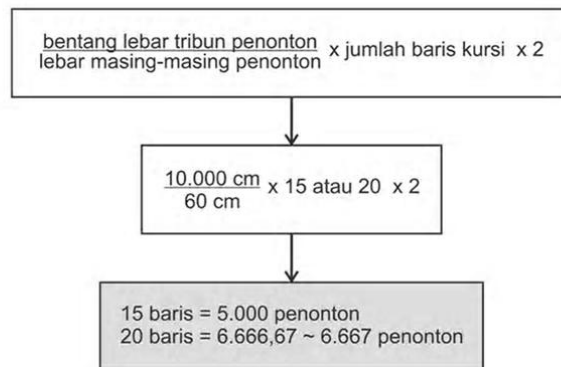 bentang lebar tribun penonton
lebar masing-masing penonton x jumlah baris kursi x 2
10.000 cm
60 cm x 15 atau 20 x 2
15 baris = 5.000 penonton
20 baris = 6.666,67 ~ 6.667 penonton